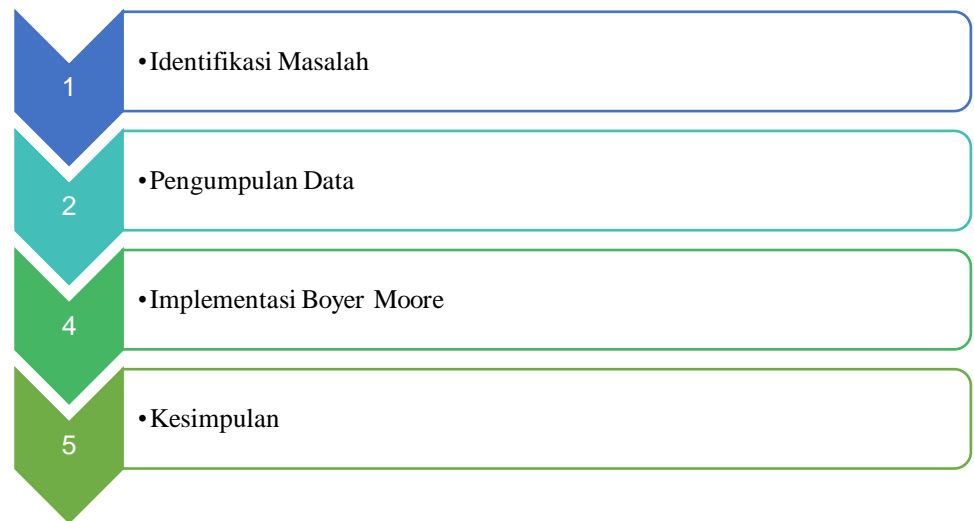 1
•Identifikasi Masalah
2
•Pengumpulan Data
4
•Implementasi Boyer Moore
5
•Kesimpulan